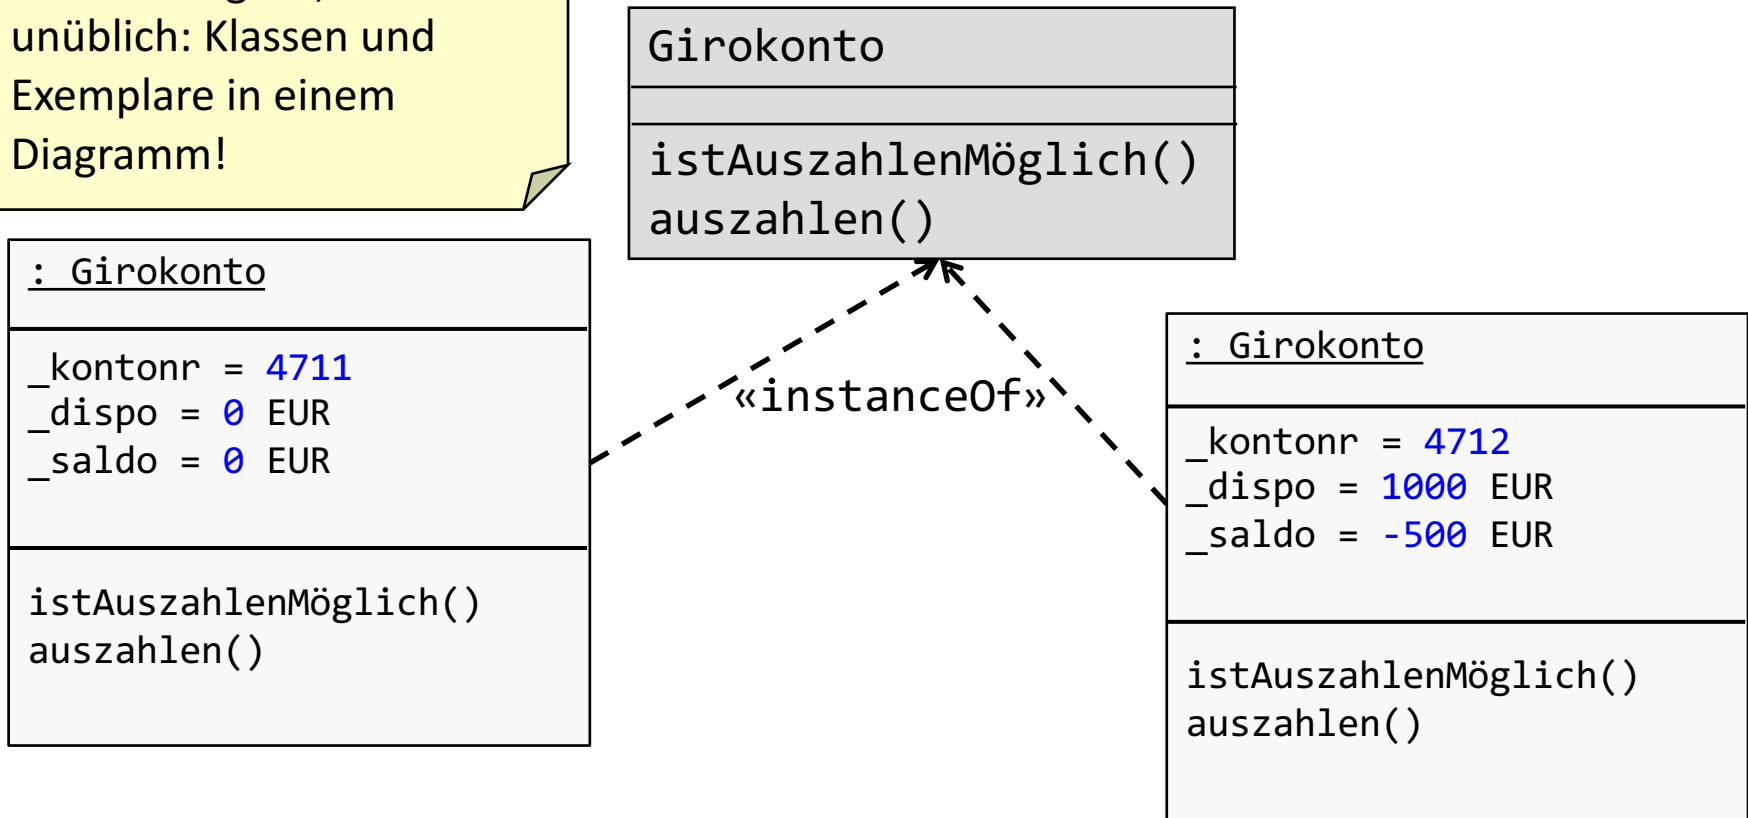 unüblich: Klassen und
Exemplare in einem
Diagramm!
Girokonto
istAuszahlenMöglich()
auszahlen()
: Girokonto
_kontonr = 4711
_dispo = 0 EUR
_saldo = 0 EUR
istAuszahlenMöglich()
auszahlen()
«instanceOf»
: Girokonto
_kontonr = 4712
_dispo = 1000 EUR
_saldo = -500 EUR
istAuszahlenMöglich()
auszahlen()